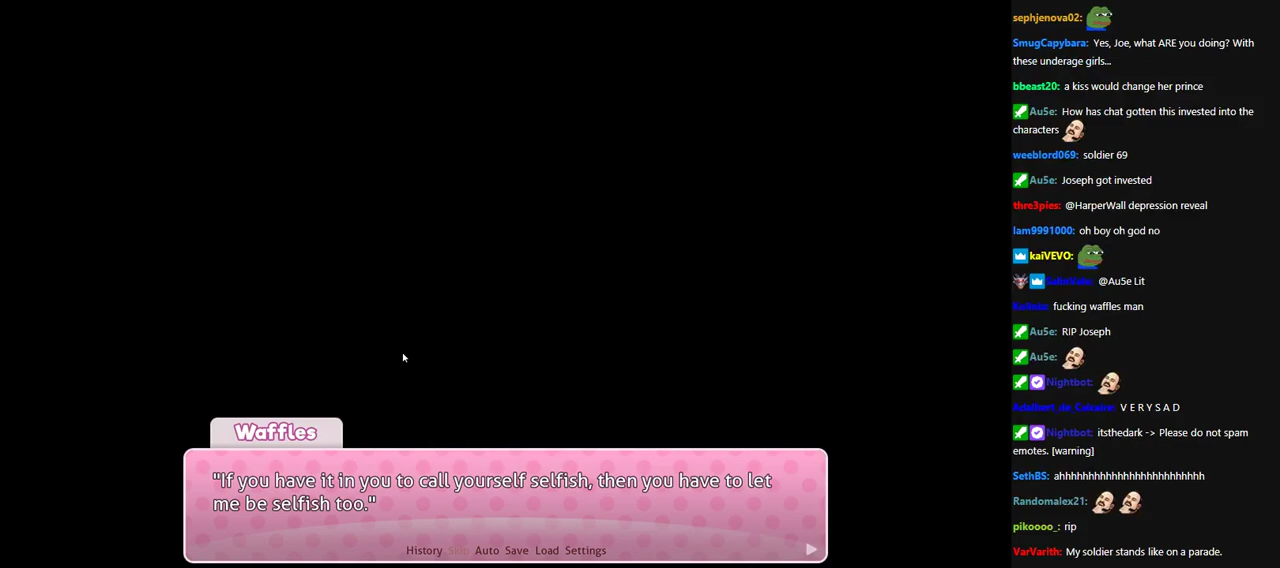 sephjenova02:
SmugCapybara: Yes, Joe, what ARE you doing? With
these underage girls...
bbeast20: a kiss would change her prince
Au5e: How has chat gotten this invested into the
characters
weeblord069: soldier 69
Au5e: Joseph got invested
thre3pies: @HarperWall depression reveal
lam9991000: oh boy oh god no
kaiVEVO:
@Au5e Lit
fucking waffles man
Au5e: RIP Joseph
Au5e:
Nightbot:
V E R Y S A D
Nightbot: itsthedark -> Please do not spam
emotes. [warning]
SethBS: ahhhhhhhhhhhhhhhhhhhhhhhh
Randomalex21:
pikoooo_: rip
VarVarith: My soldier stands like on a parade.
Waffles
"If you have it in you to call yourself selfish, then you have to let
me be selfish too."
History Skip Auto Save Load Settings